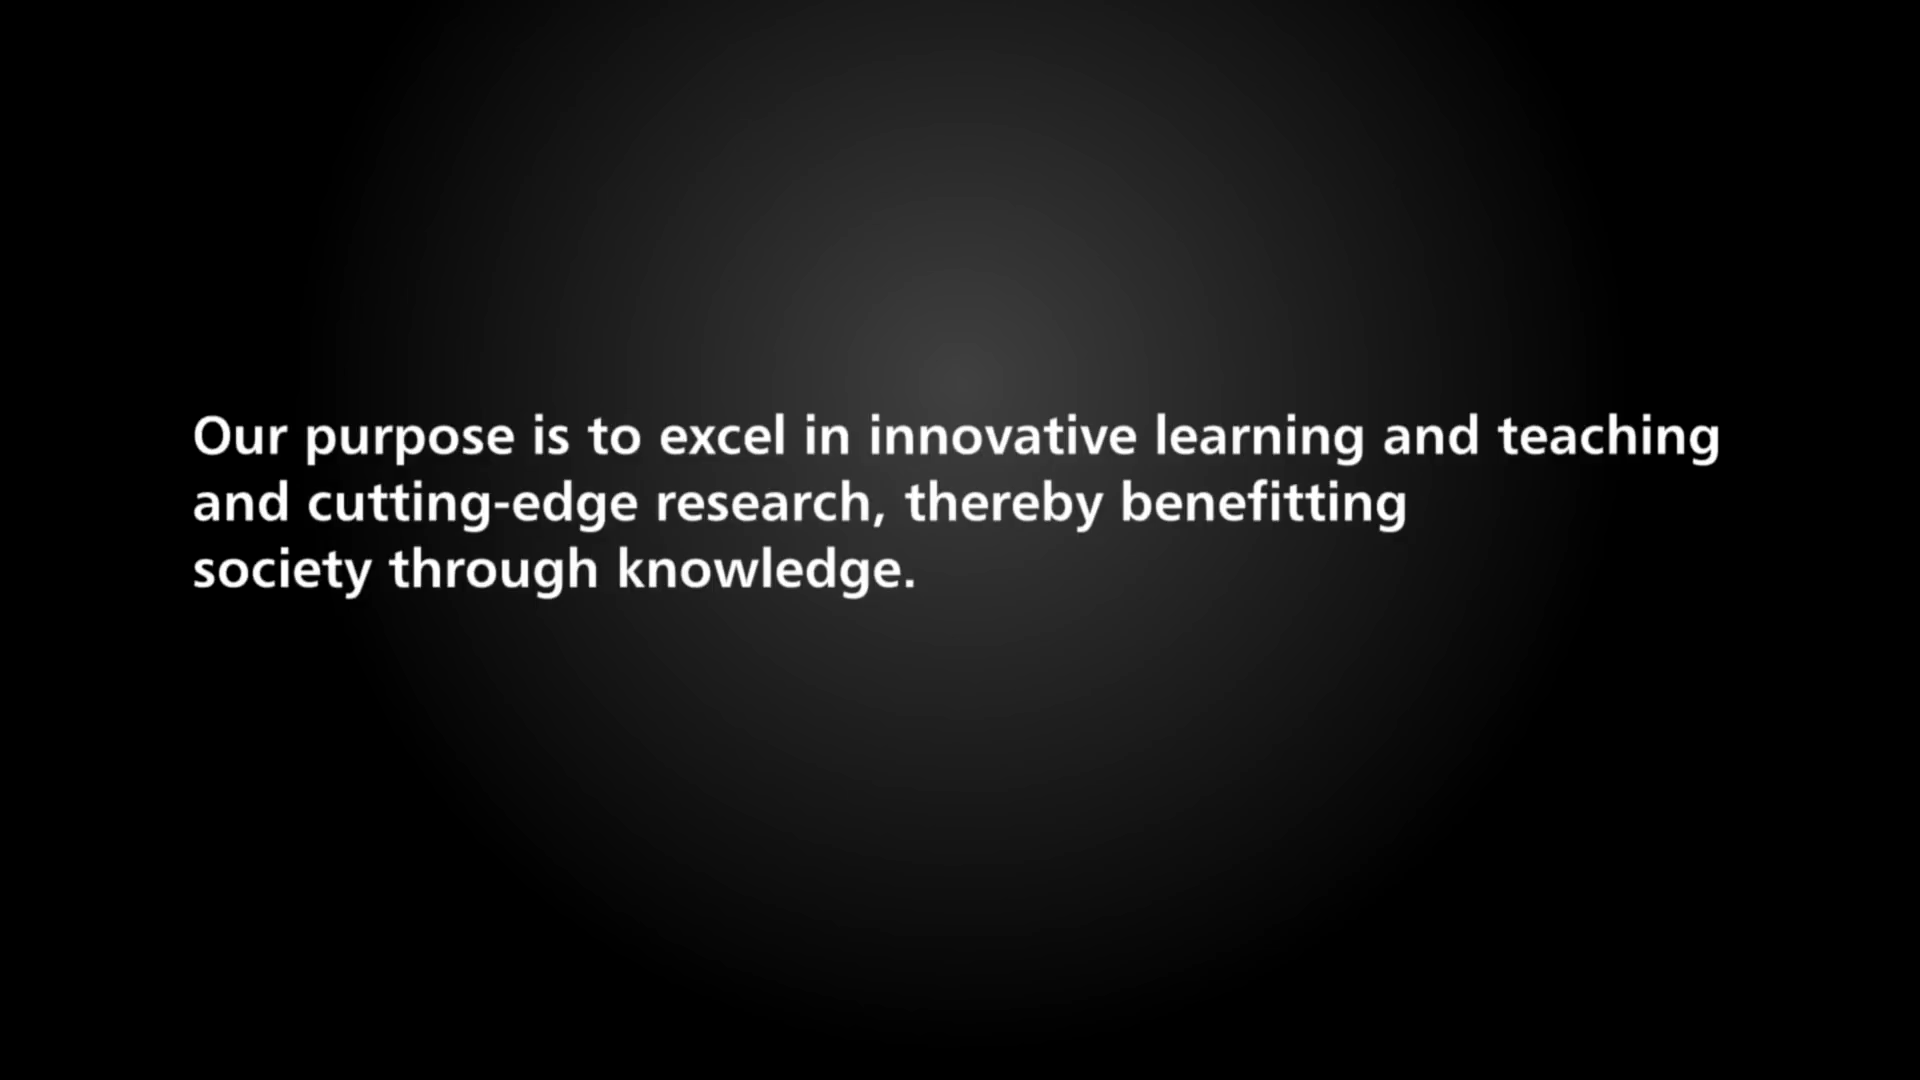 Our purpose is to excel in innovative learning and teaching
and cutting-edge research, thereby benefitting
society through knowledge.